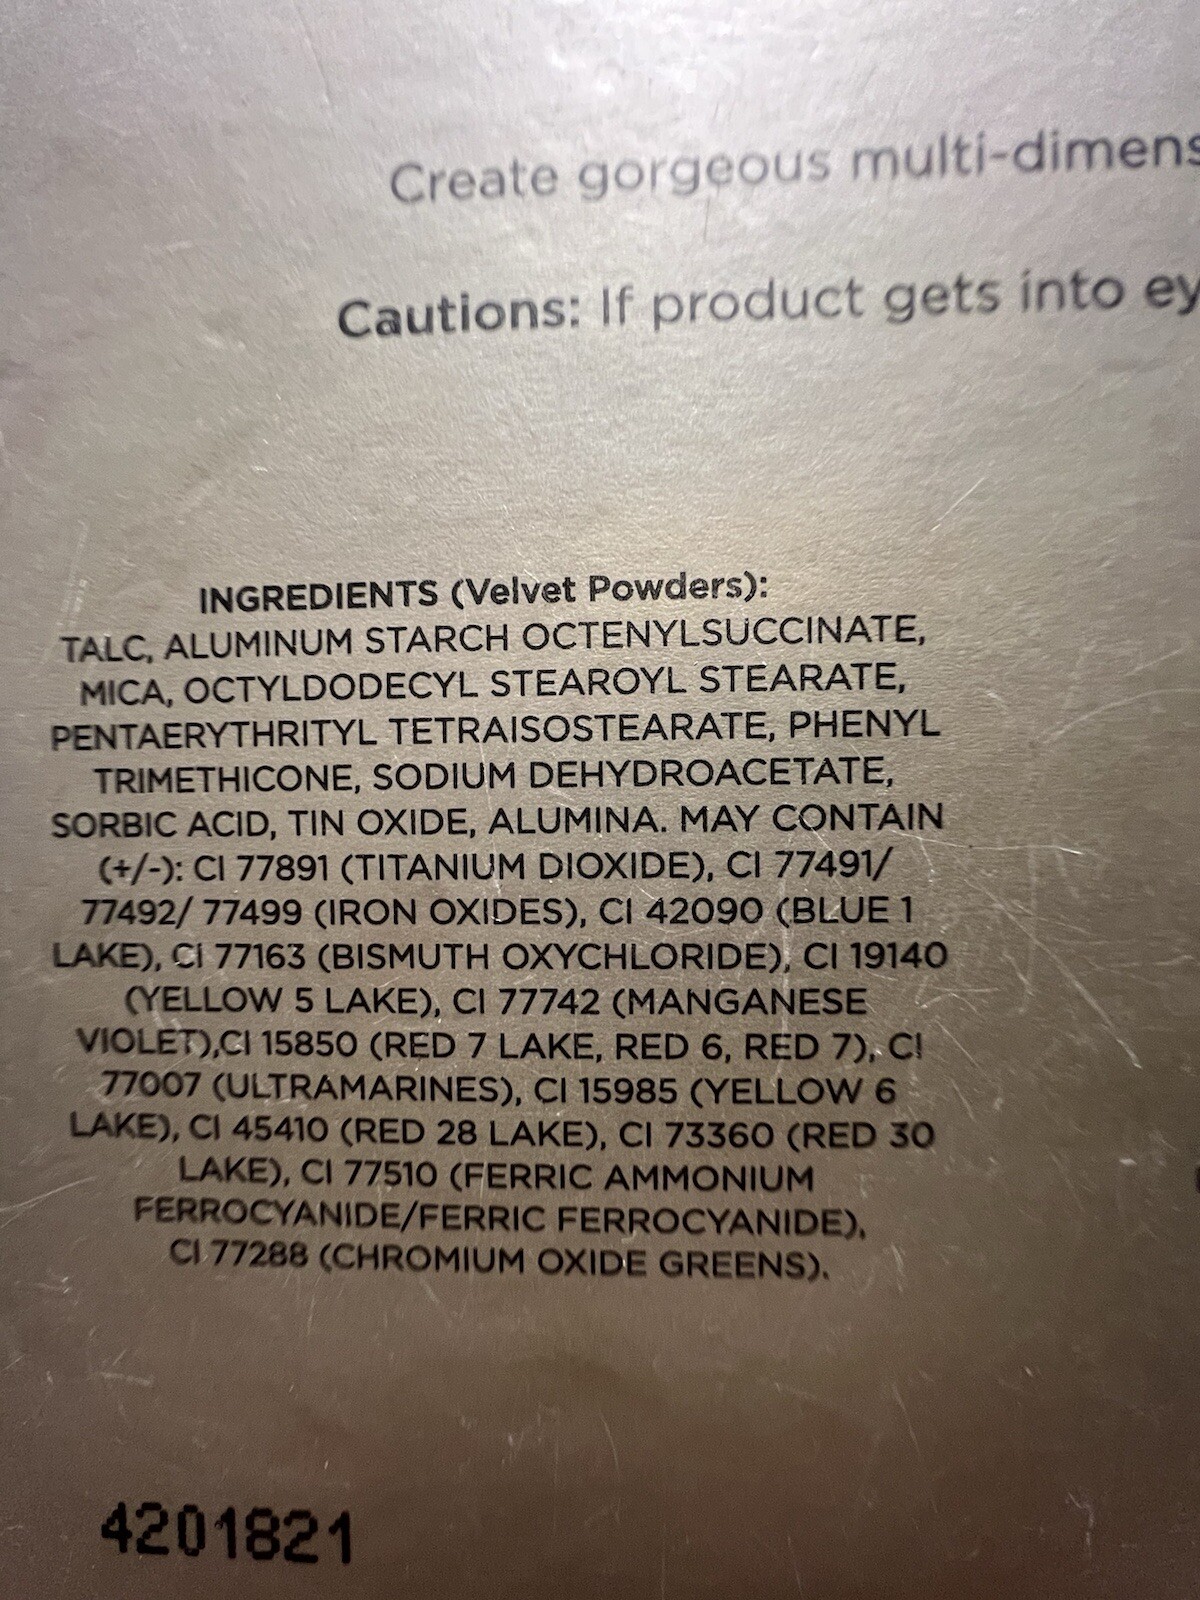 Create gorgeous multi-dimens
Cautions: If product gets into ey
INGREDIENTS (Velvet Powders):
TALC, ALUMINUM STARCH OCTENYLSUCCINATE,
MICA, OCTYLDODECYL STEAROYL STEARATE,
PENTAERYTHRITYL TETRAISOSTEARATE, PHENYL
TRIMETHICONE, SODIUM DEHYDROACETATE,
SORBIC ACID, TIN OXIDE, ALUMINA. MAY CONTAIN
(+/-): CI 77891 (TITANIUM DIOXIDE), CI 77491/
77492/ 77499 (IRON OXIDES), CI 42090 (BLUE 1
LAKE), CI 77163 (BISMUTH OXYCHLORIDE), CI 19140
(YELLOW 5 LAKE), CI 77742 (MANGANESE
VIOLET),CI 15850 (RED 7 LAKE, RED 6, RED 7), CI
77007 (ULTRAMARINES), CI 15985 (YELLOW 6
LAKE), CI 45410 (RED 28 LAKE), CI 73360 (RED 30
LAKE), CI 77510 (FERRIC AMMONIUM
FERROCYANIDE/FERRIC FERROCYANIDE),
CI 77288 (CHROMIUM OXIDE GREENS).
4201821